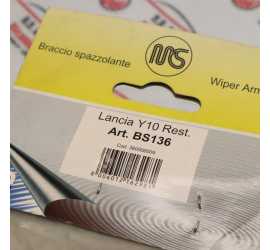 MS
Braccio spazzolante
Wiper Arm
Lancia Y10 Rest.
Art. BS136